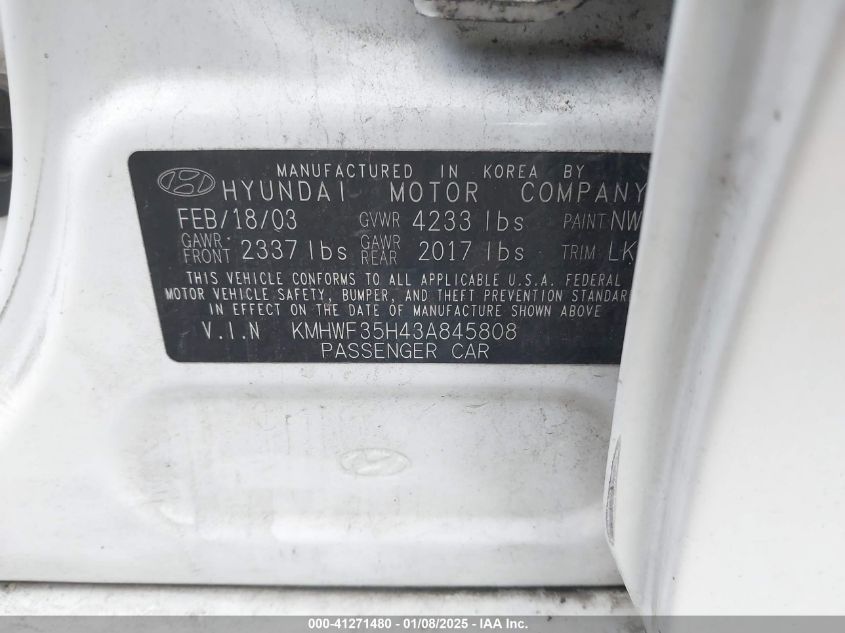 MANUFACTURED IN KOREA BY
HYUNDAI MOTOR COMPANY
FEB/18/03 GVWR 4233 lbs PAINT: NW
GAWR: FRONT 2337 lbs GAWR REAR 2017 lbs TRIM LK
THIS VEHICLE CONFORMS TO ALL APPLICABLE U.S.A. FEDERAL
MOTOR VEHICLE SAFETY, BUMPER, AND THEFT PREVENTION STANDAR
IN EFFECT ON THE DATE OF MANUFACTURE SHOWN ABOVE
V.I.N KMHWF35H43A845808
PASSENGER CAR
000-41271480 - 01/08/2025 - IAA Inc.